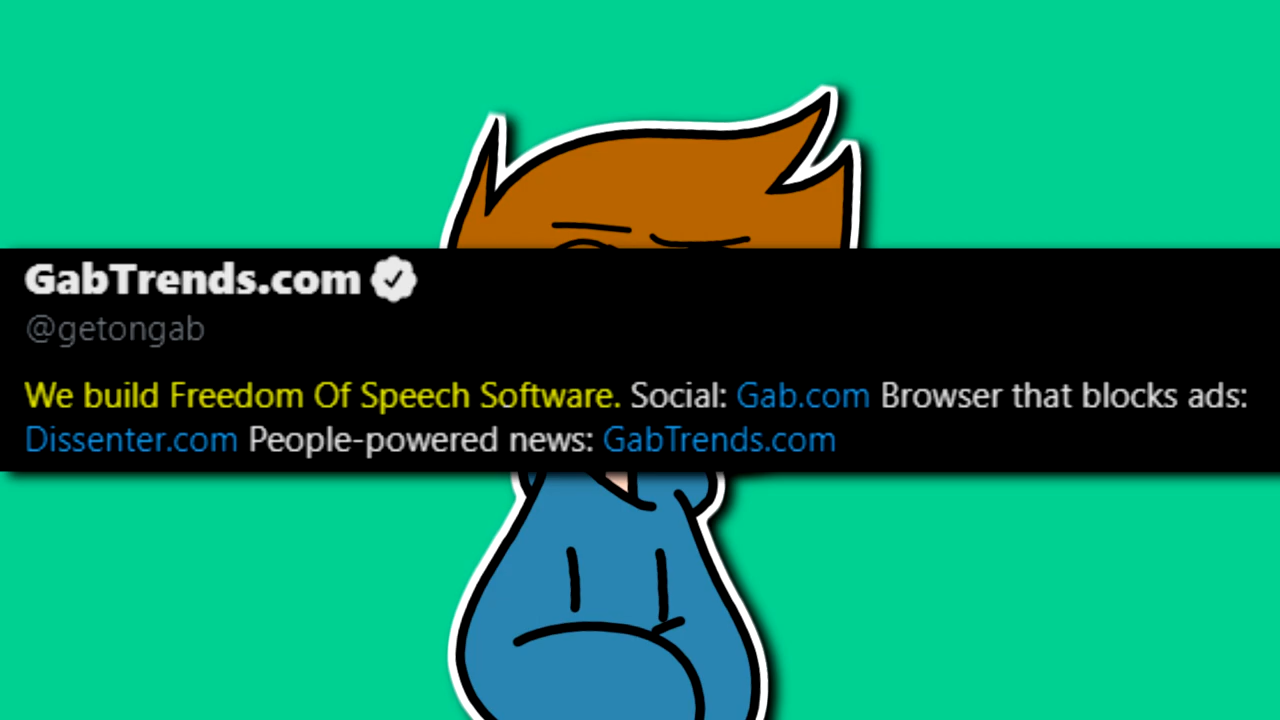 GabTrends.com
@getongab
We build Freedom Of Speech Software. Social: Gab.com Browser that blocks ads:
Dissenter.com People-powered news: GabTrends.com